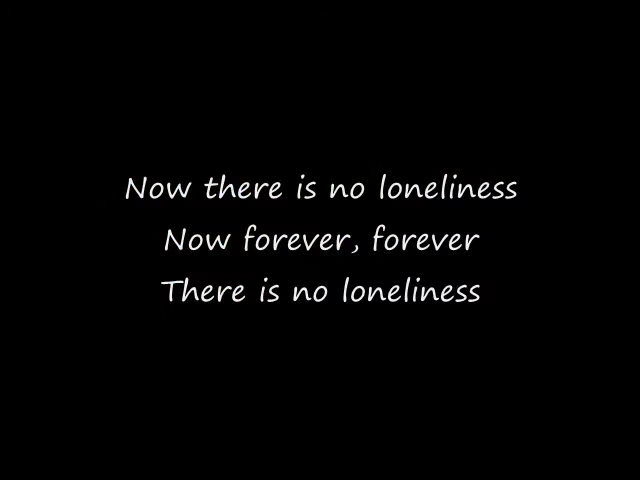 Now there is no loneliness
Now forever, forever
There is no loneliness